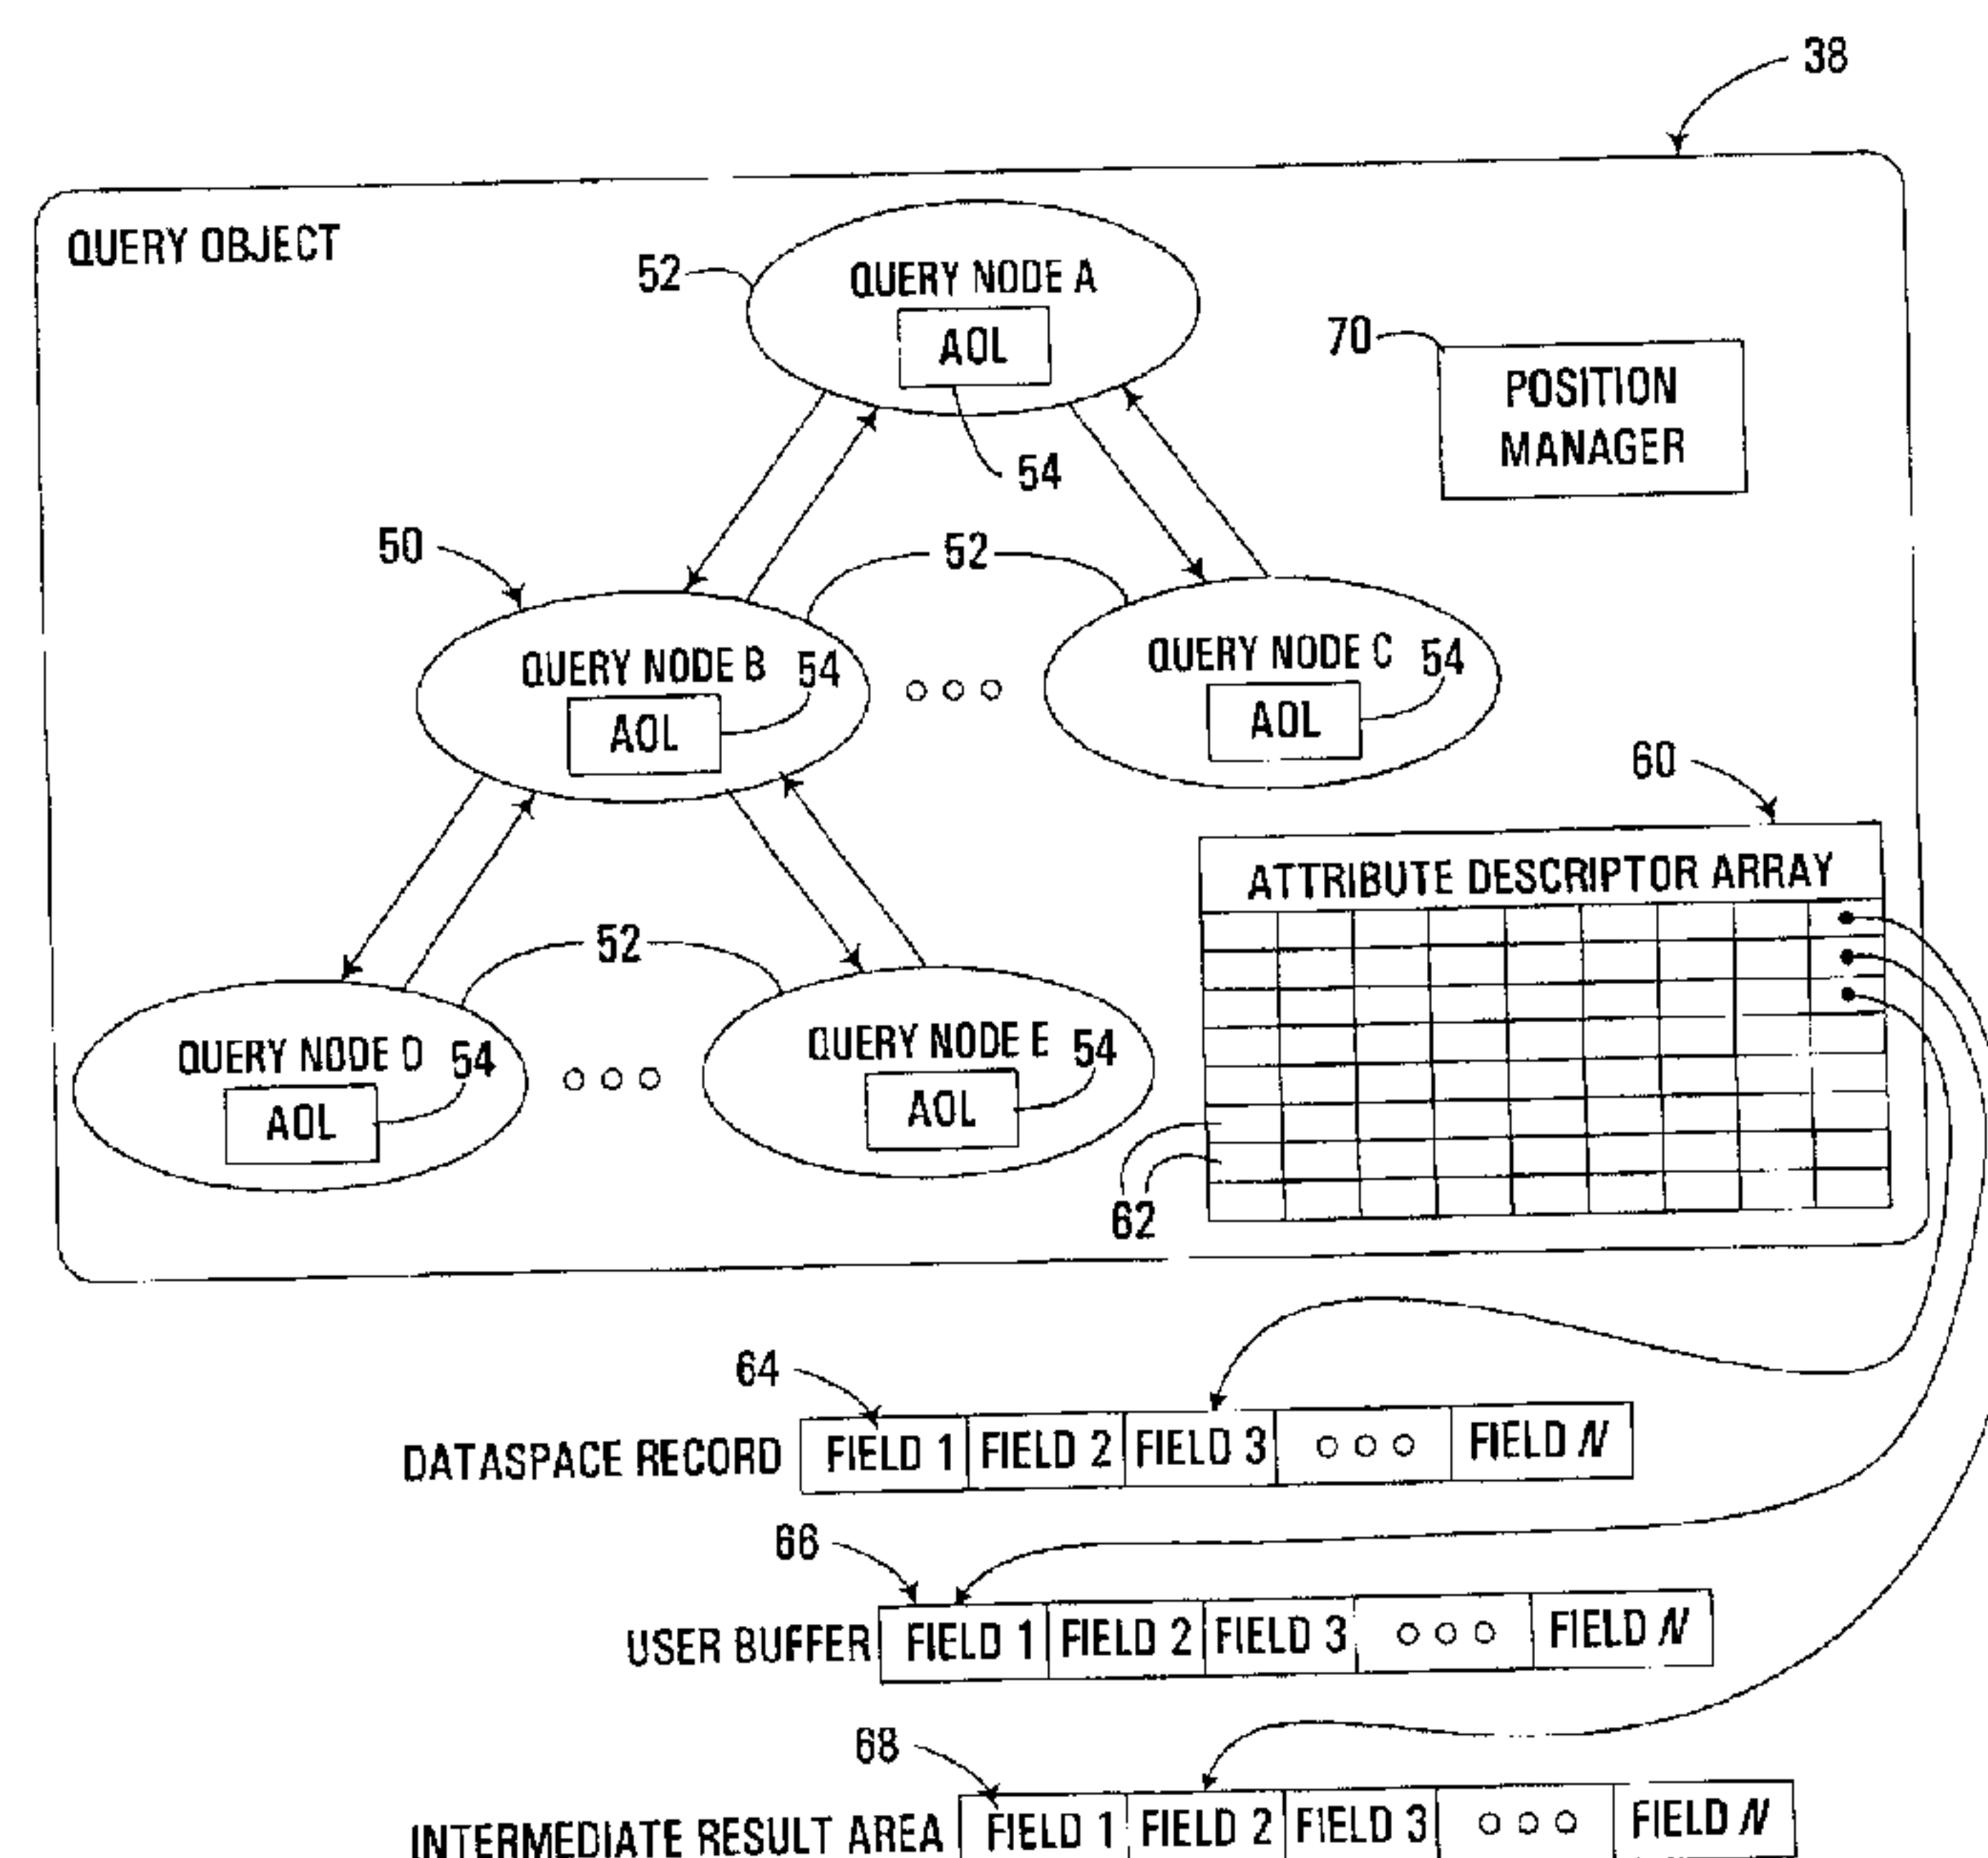 38
QUERY OBJECT
52
QUERY NODE A
AOL
54
70
POSITION
MANAGER
50
52
QUERY NODE B
54
AOL
QUERY NODE C
54
AOL
60
ATTRIBUTE DESCRIPTOR ARRAY
52
QUERY NODE D
54
AOL
QUERY NODE E
54
AOL
62
64
DATASPACE RECORD FIELD 1 FIELD 2 FIELD 3 FIELD N
66
USER BUFFER FIELD 1 FIELD 2 FIELD 3 FIELD N
68
INTERMEDIATE RESULT AREA FIELD 1 FIELD 2 FIELD 3 FIELD N